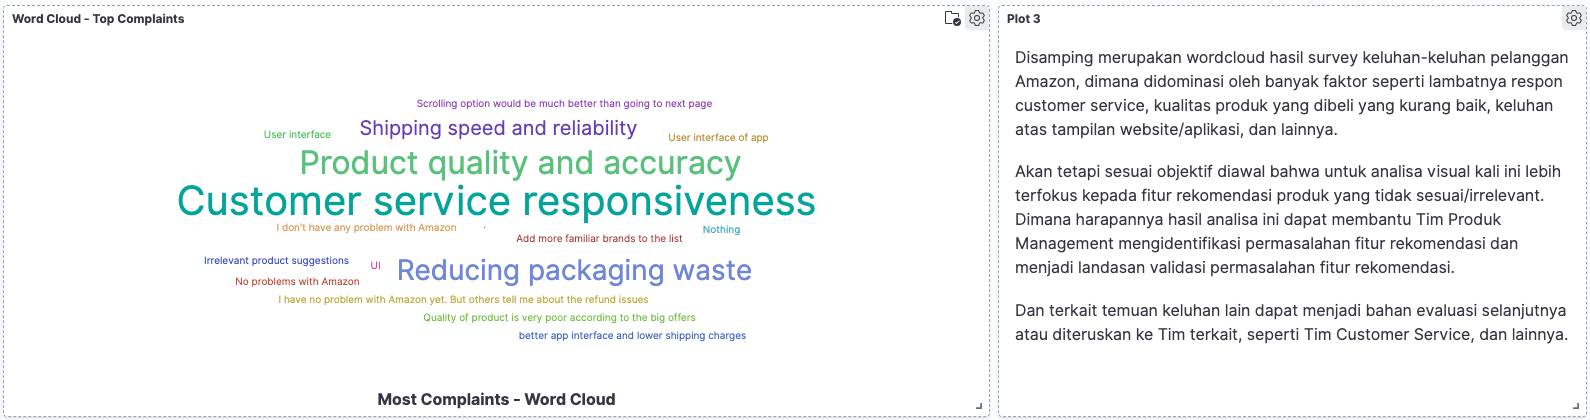 Word Cloud - Top Complaints
Scrolling option would be much better than going to next page
User interface
Shipping speed and reliability
User interface of app
Product quality and accuracy
Customer service responsiveness
I don't have any problem with Amazon
.
Nothing
Add more familiar brands to the list
Irrelevant product suggestions
UI
Reducing packaging waste
No problems with Amazon
I have no problem with Amazon yet. But others tell me about the refund issues
Quality of product is very poor according to the big offers
better app interface and lower shipping charges
Most Complaints - Word Cloud
Plot 3
Disamping merupakan wordcloud hasil survey keluhan-keluhan pelanggan
Amazon, dimana didominasi oleh banyak faktor seperti lambatnya respon
customer service, kualitas produk yang dibeli yang kurang baik, keluhan
atas tampilan website/aplikasi, dan lainnya.
Akan tetapi sesuai objektif diawal bahwa untuk analisa visual kali ini lebih
terfokus kepada fitur rekomendasi produk yang tidak sesuai/irrelevant.
Dimana harapannya hasil analisa ini dapat membantu Tim Produk
Management mengidentifikasi permasalahan fitur rekomendasi dan
menjadi landasan validasi permasalahan fitur rekomendasi.
Dan terkait temuan keluhan lain dapat menjadi bahan evaluasi selanjutnya
atau diteruskan ke Tim terkait, seperti Tim Customer Service, dan lainnya.